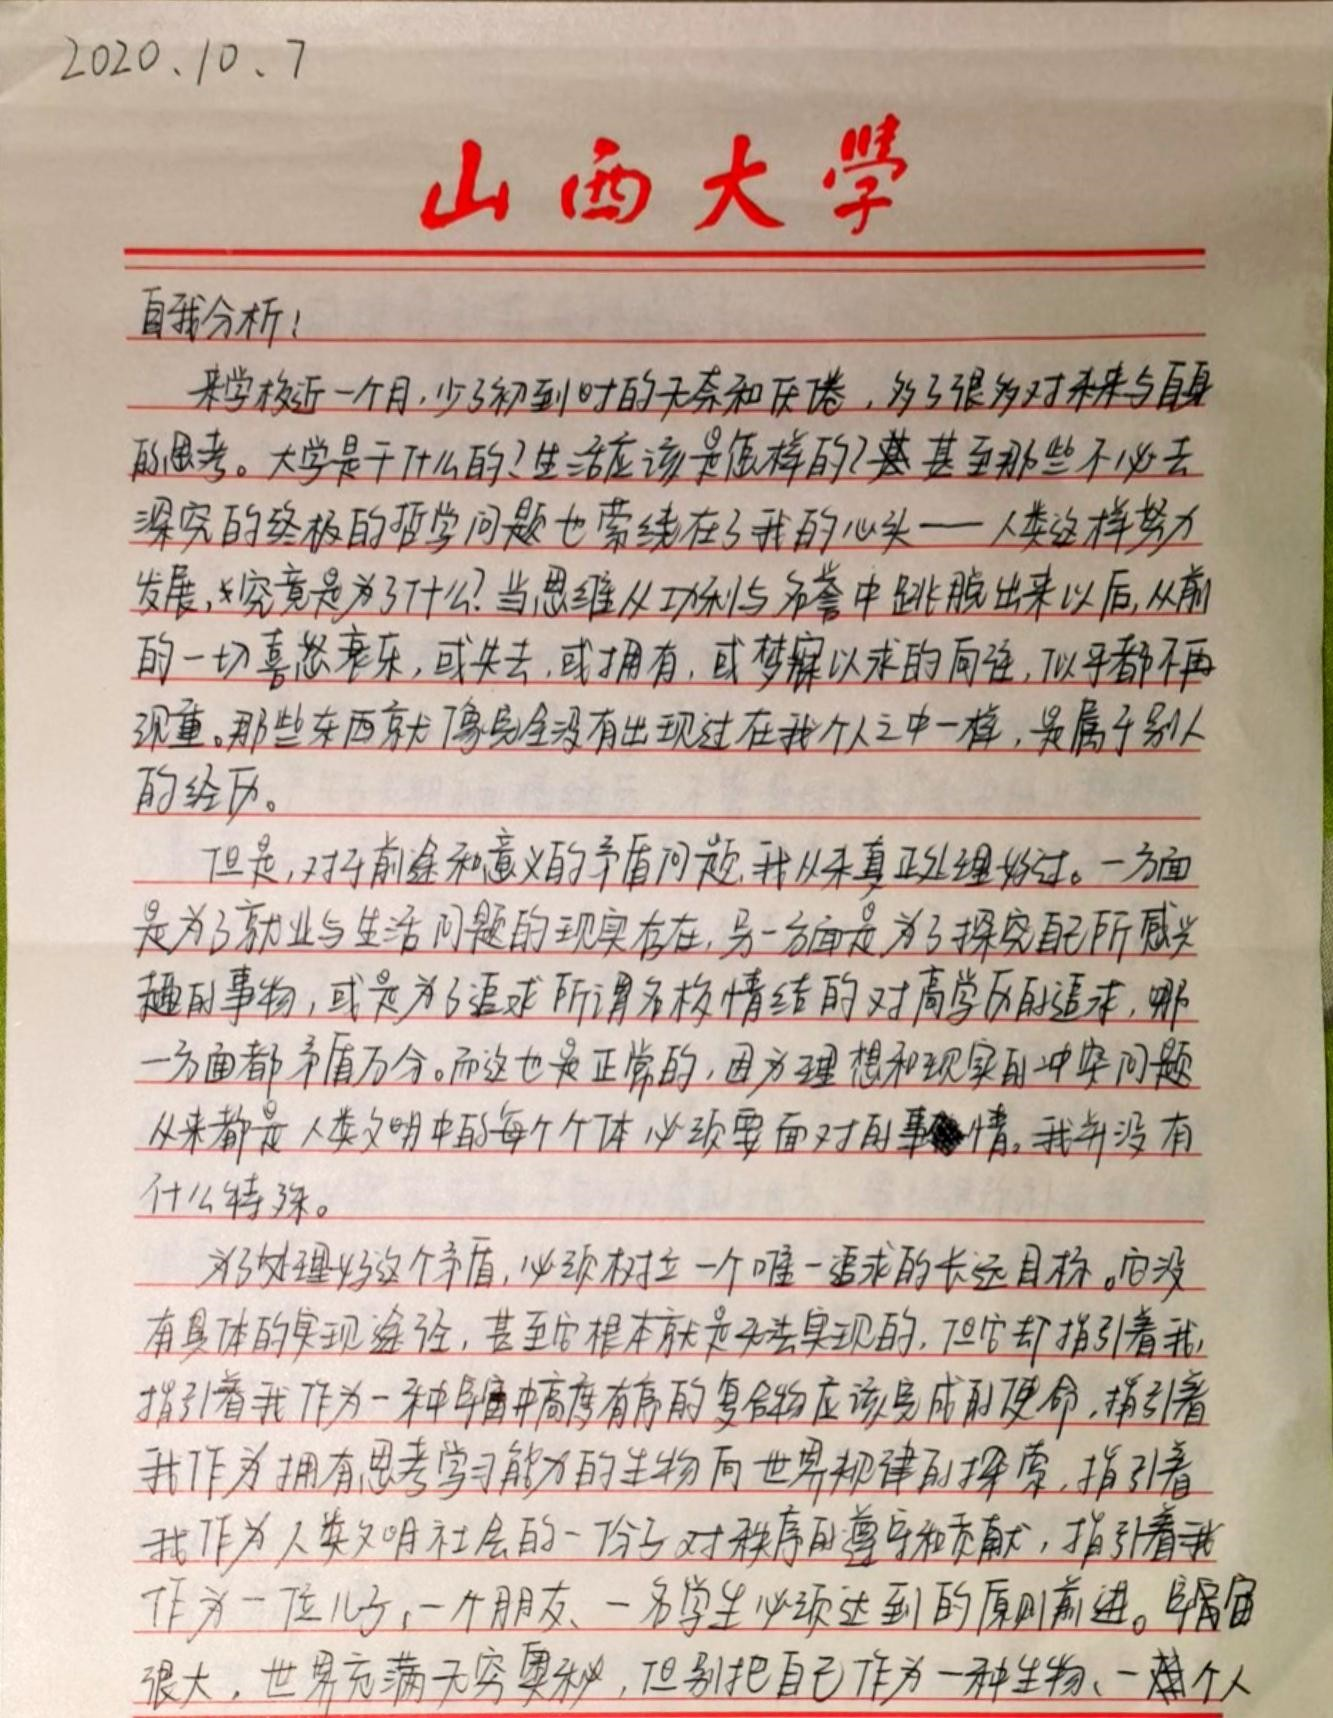 2020.10.7
山西大學
自我分析！
来学校近一个月，少了初到时的无奈和厌倦，多了很多对未来与自身
的思考。大学是干什么的？生活应该是怎样的？甚至那些不必去
深究的终极的哲学问题也萦绕在了我的心头——人类这样努力
发展，究竟是为了什么？当思维从功利与名誉中跳脱出来以后，从前
的一切喜怒哀乐，或失去，或拥有，或梦寐以求的向往，似乎都不再
沉重。那些东西就像完全没有出现过在我个人之中一样，是属于别人
的经历。
但是，对于前途和意义的矛盾问题，我从未真正处理好过。一方面
是为了就业与生活问题的现实存在，另一方面是为了探究自己所感兴
趣的事物，或是为了追求所谓名校情结的对高学历的追求，哪
一方面都矛盾万分。而这也是正常的，因为理想和现实的冲突问题
从来都是人类文明中的每个个体必须要面对的事情。我并没有
什么特殊。
为了处理好这个矛盾，必须树立一个唯一追求的长远目标。它没
有具体的实现途径，甚至它根本就是无法实现的，但它却指引着我，
指引着我作为一种中高度有序的复合物应该完成的使命，指引着
我作为拥有思考学习能力的生物向世界规律的探索，指引着
我作为人类文明社会的一份子对秩序的遵守和贡献，指引着我
作为一位儿子、一个朋友、一名学生必须达到的原则前进。宙
很大，世界充满无穷奥秘，但别把自己作为一种生物、一个人